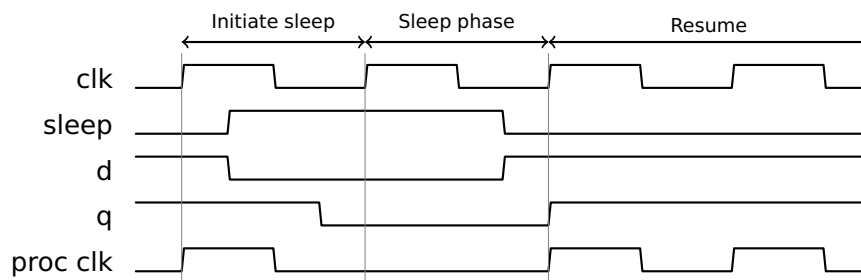 Initiate sleep Sleep phase Resume
clk
sleep
d
q
proc clk